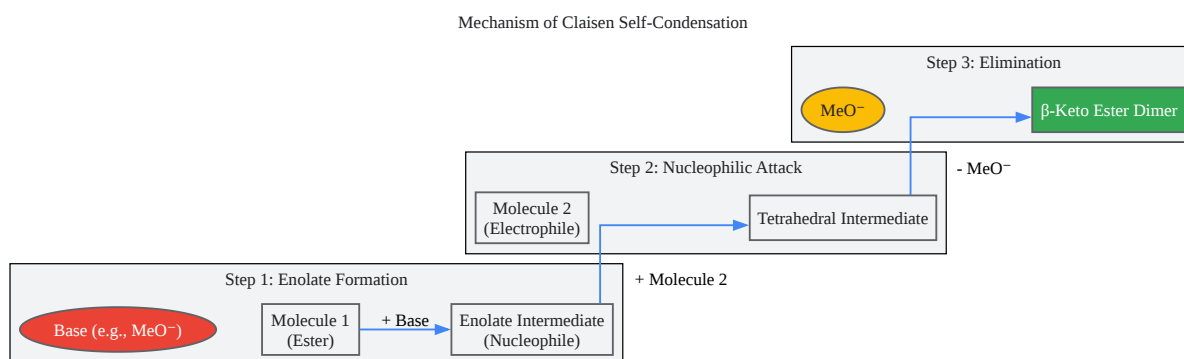 Mechanism of Claisen Self-Condensation
Step 3: Elimination
MeO⁻
β-Keto Ester Dimer
Step 2: Nucleophilic Attack
- MeO⁻
Molecule 2
(Electrophile)
Tetrahedral Intermediate
Step 1: Enolate Formation
+ Molecule 2
Base (e.g., MeO⁻)
Molecule 1
(Ester)
+ Base
Enolate Intermediate
(Nucleophile)